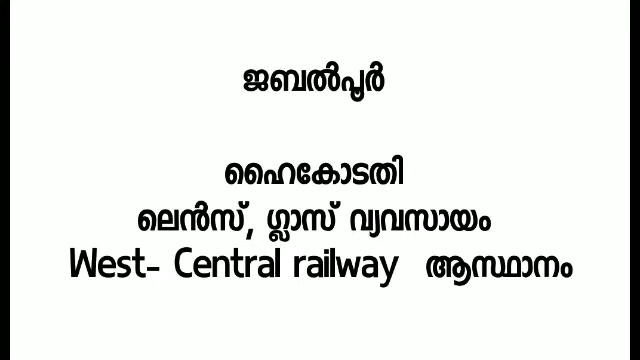 ജബൽപൂർ
ഹൈകോടതി
ലെൻസ്, ഗ്ലാസ് വ്യവസായം
West- Central railway ആസ്ഥാനം